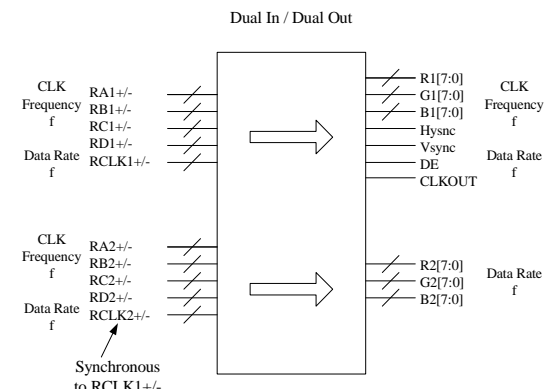 Dual In / Dual Out
CLK
Frequency
f
Data Rate
f
RA1+/-
RB1+/-
RC1+/-
RD1+/-
RCLK1+/-
R1[7:0]
G1[7:0]
B1[7:0]
Hysnc
Vsync
DE
CLKOUT
CLK
Frequency
f
Data Rate
f
CLK
Frequency
f
Data Rate
f
RA2+/-
RB2+/-
RC2+/-
RD2+/-
RCLK2+/-
R2[7:0]
G2[7:0]
B2[7:0]
Data Rate
f
Synchronous
to RCLK1+/-